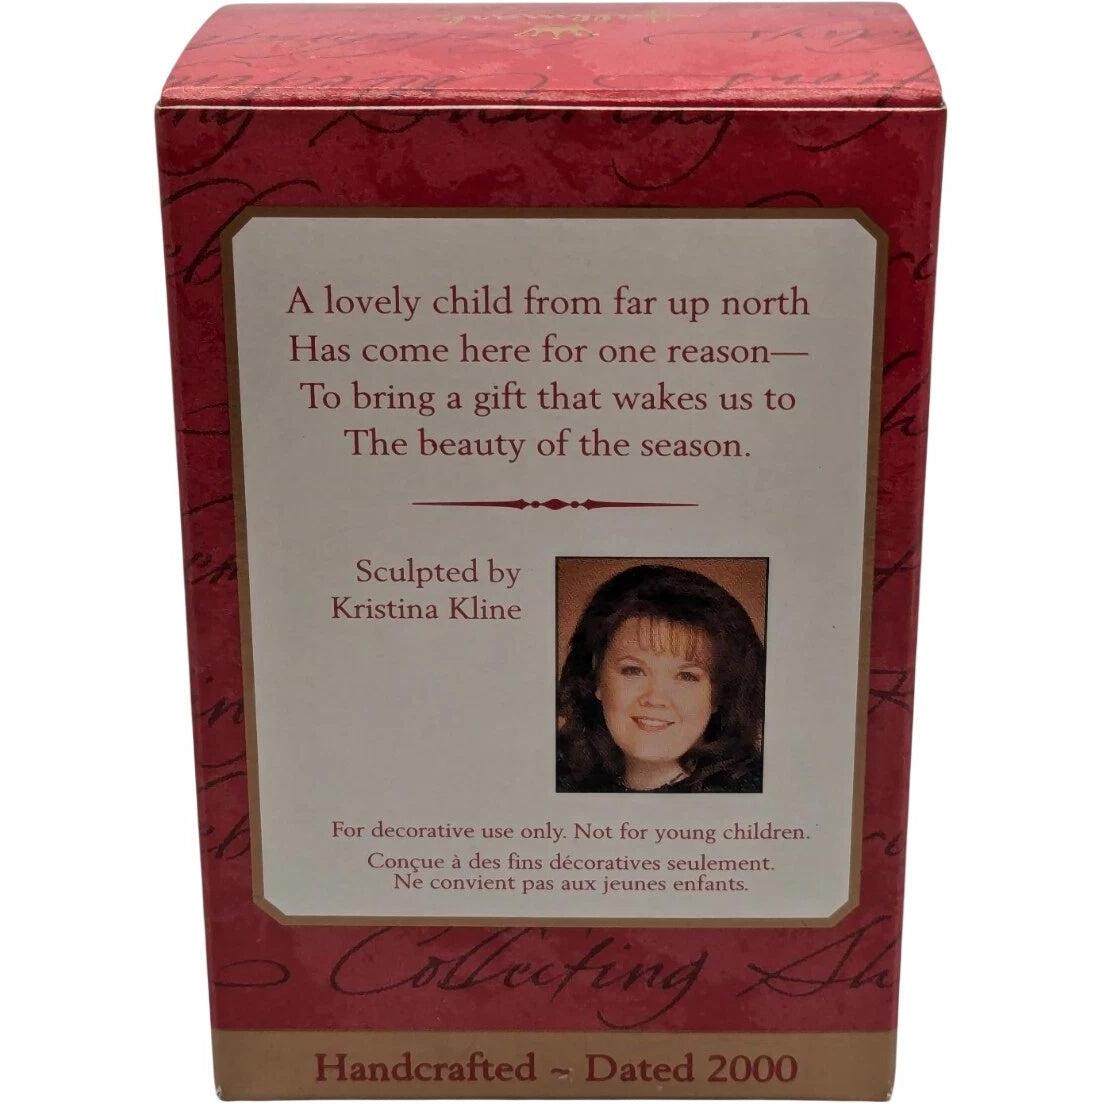 Hallmark
A lovely child from far up north
Has come here for one reason—
To bring a gift that wakes us to
The beauty of the season.
Sculpted by
Kristina Kline
For decorative use only. Not for young children.
Conçue à des fins décoratives seulement.
Ne convient pas aux jeunes enfants.
Collecting Sh
Handcrafted ~ Dated 2000